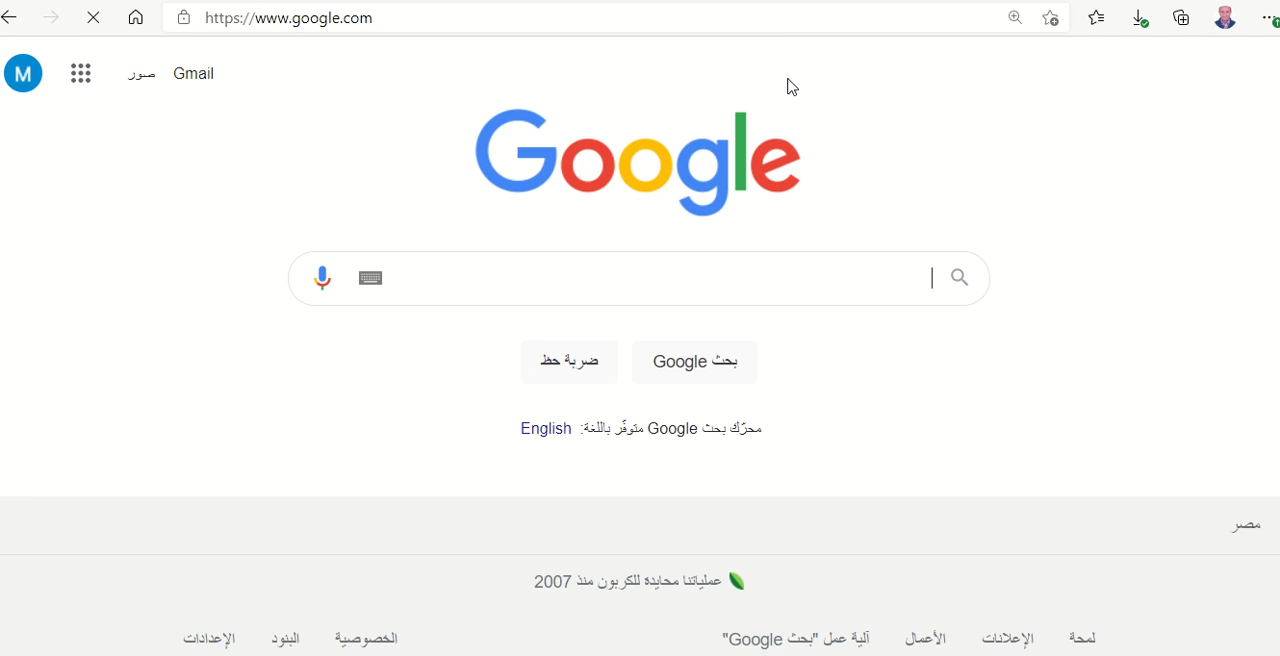 https://www.google.com
M
صور
Gmail
Google
بحث Google
ضربة حظ
محرّك بحث Google متوفّر باللغة: English
مصر
عملياتنا محايدة للكربون منذ 2007
لمحة
الإعلانات
الأعمال
آلية عمل "بحث Google"
الخصوصية
البنود
الإعدادات